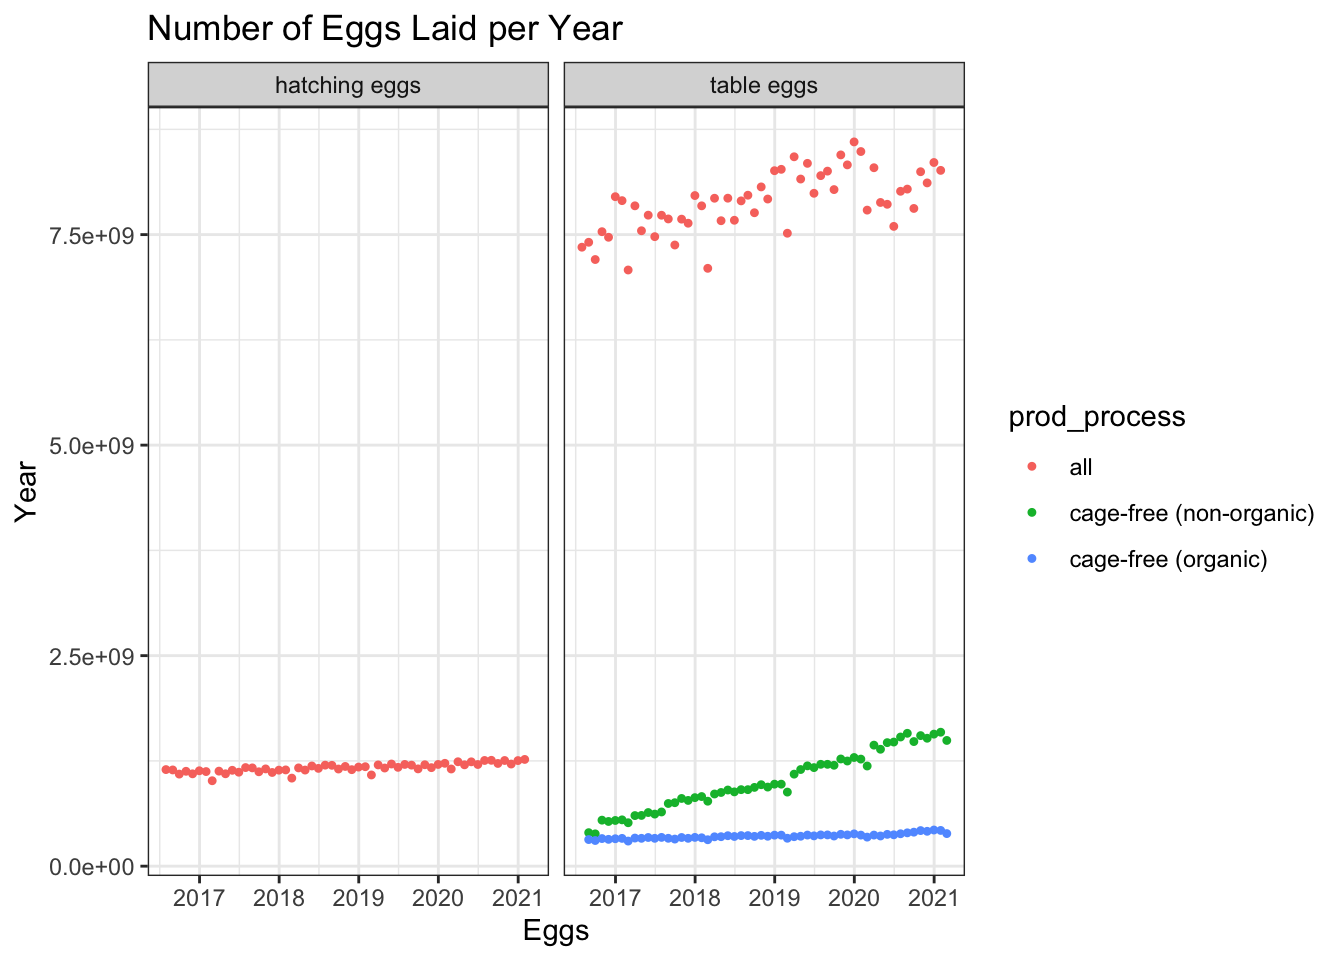 Number of Eggs Laid per Year
hatching eggs
table eggs
7.5e+09
5.0e+09
2.5e+09
0.0e+00
Year
2017 2018 2019 2020 2021
2017 2018 2019 2020 2021
Eggs
prod_process
all
cage-free (non-organic)
cage-free (organic)